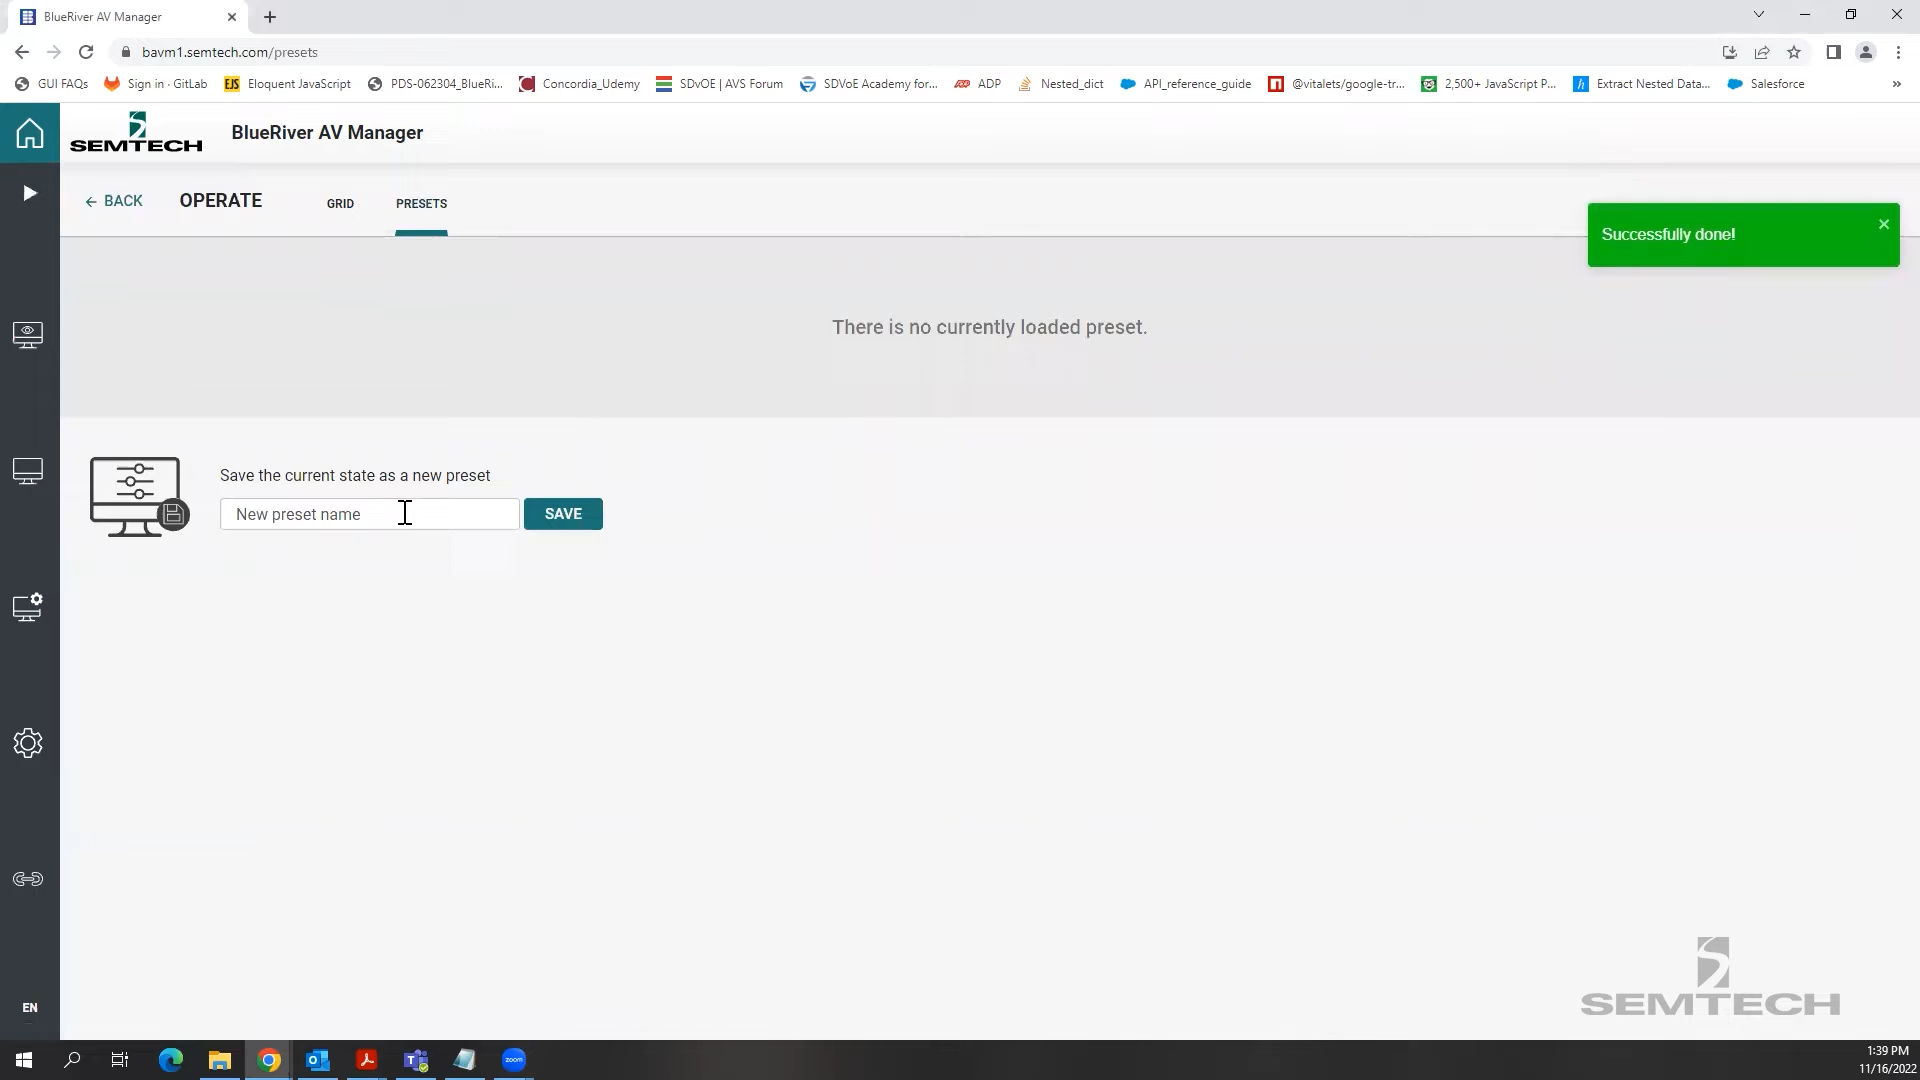 BlueRiver AV Manager
bavm1.semtech.com/presets
GUI FAQs
Sign in · GitLab
EJS Eloquent JavaScript
PDS-062304_BlueRi...
Concordia_Udemy
SDvOE | AVS Forum
SDVoE Academy for...
ADP ADP
Nested_dict
API_reference_guide
@vitalets/google-tr...
2,500+ JavaScript P...
h Extract Nested Data...
Salesforce
»
SEMTECH
BlueRiver AV Manager
← BACK
OPERATE
GRID
PRESETS
Successfully done!
There is no currently loaded preset.
Save the current state as a new preset
New preset name
SAVE
EN
SEMTECH
zoom
1:39 PM
11/16/2022